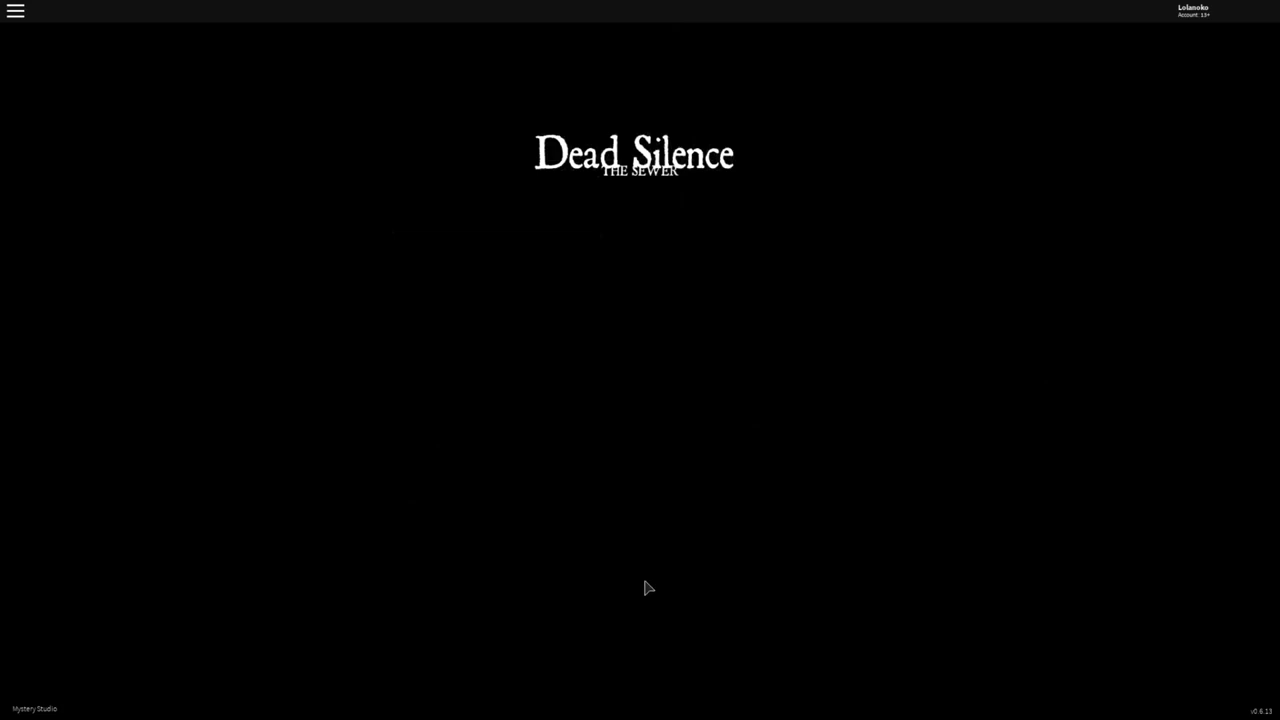 Lolanoko
Account: 13+
Dead Silence
THE SEWER
Mystery Studio
v0.6.13